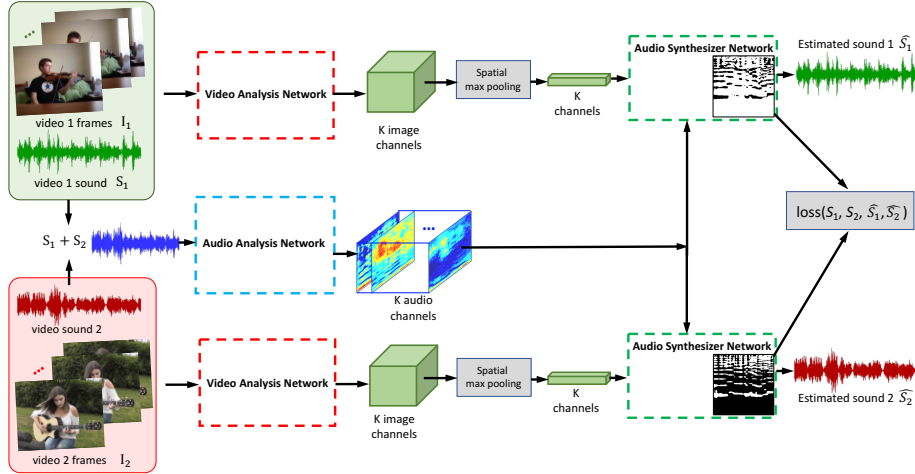 video 1 frames I₁
video 1 sound S₁
Video Analysis Network
K image
channels
Spatial
max pooling
K
channels
Audio Synthesizer Network
Estimated sound 1 Ŝ₁
S₁ + S₂
Audio Analysis Network
...
K audio
channels
loss(S₁, S₂, Ŝ₁, Ŝ₂)
video sound 2
video 2 frames I₂
Video Analysis Network
K image
channels
Spatial
max pooling
K
channels
Audio Synthesizer Network
Estimated sound 2 Ŝ₂